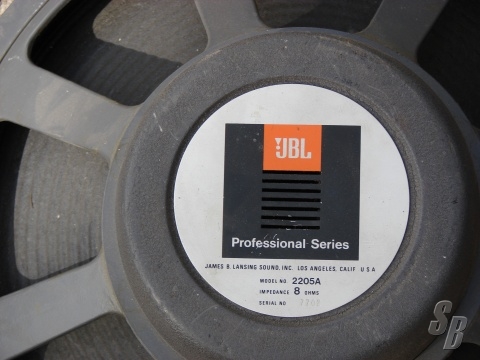 JBL
Professional Series
JAMES B. LANSING SOUND, INC. LOS ANGELES, CALIF. U S A
MODEL NO. 2205A
IMPEDANCE 8 OHMS
SERIAL NO
SB